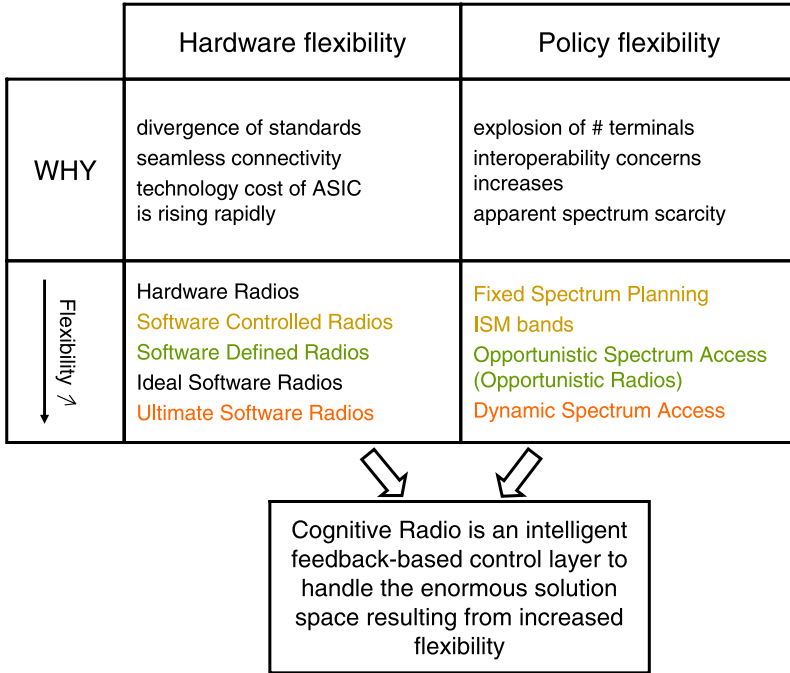 Hardware flexibility
Policy flexibility
WHY
divergence of standards
seamless connectivity
technology cost of ASIC
is rising rapidly
explosion of # terminals
interoperability concerns
increases
apparent spectrum scarcity
Flexibility ↗
Hardware Radios
Software Controlled Radios
Software Defined Radios
Ideal Software Radios
Ultimate Software Radios
Fixed Spectrum Planning
ISM bands
Opportunistic Spectrum Access
(Opportunistic Radios)
Dynamic Spectrum Access
Cognitive Radio is an intelligent
feedback-based control layer to
handle the enormous solution
space resulting from increased
flexibility